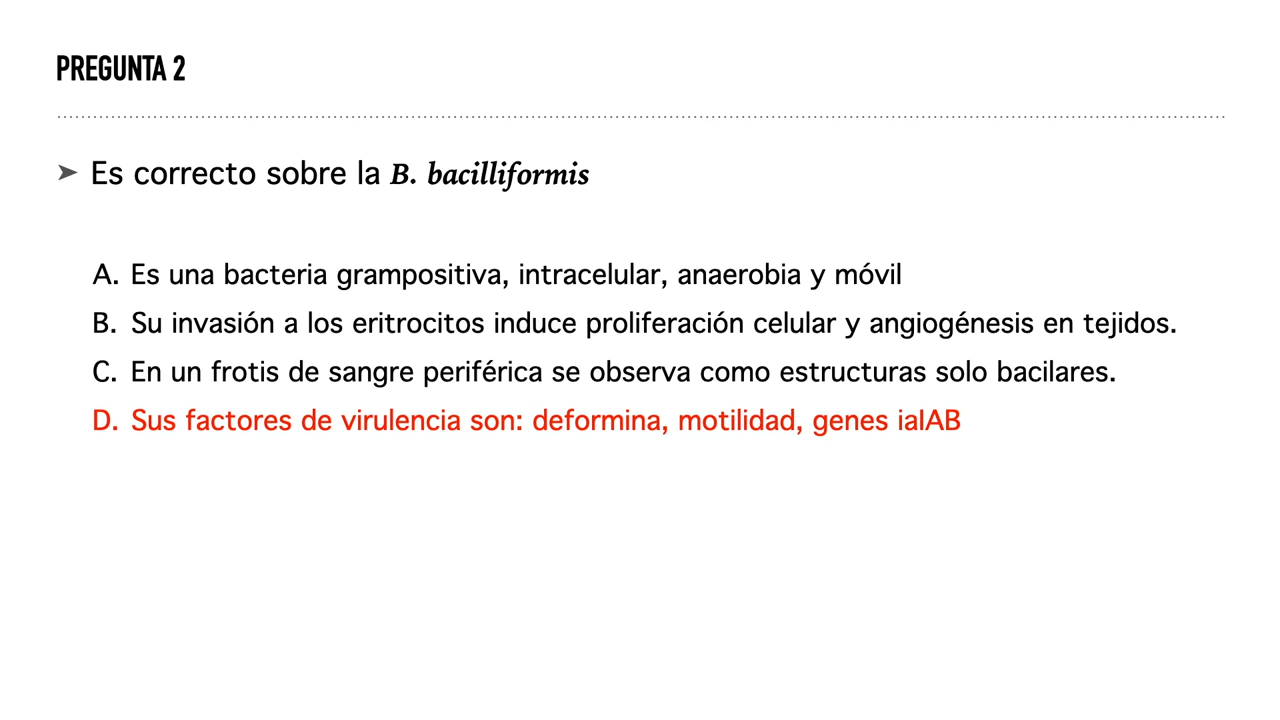 PREGUNTA 2
➤ Es correcto sobre la B. bacilliformis
A. Es una bacteria grampositiva, intracelular, anaerobia y móvil
B. Su invasión a los eritrocitos induce proliferación celular y angiogénesis en tejidos.
C. En un frotis de sangre periférica se observa como estructuras solo bacilares.
D. Sus factores de virulencia son: deformina, motilidad, genes iaIAB